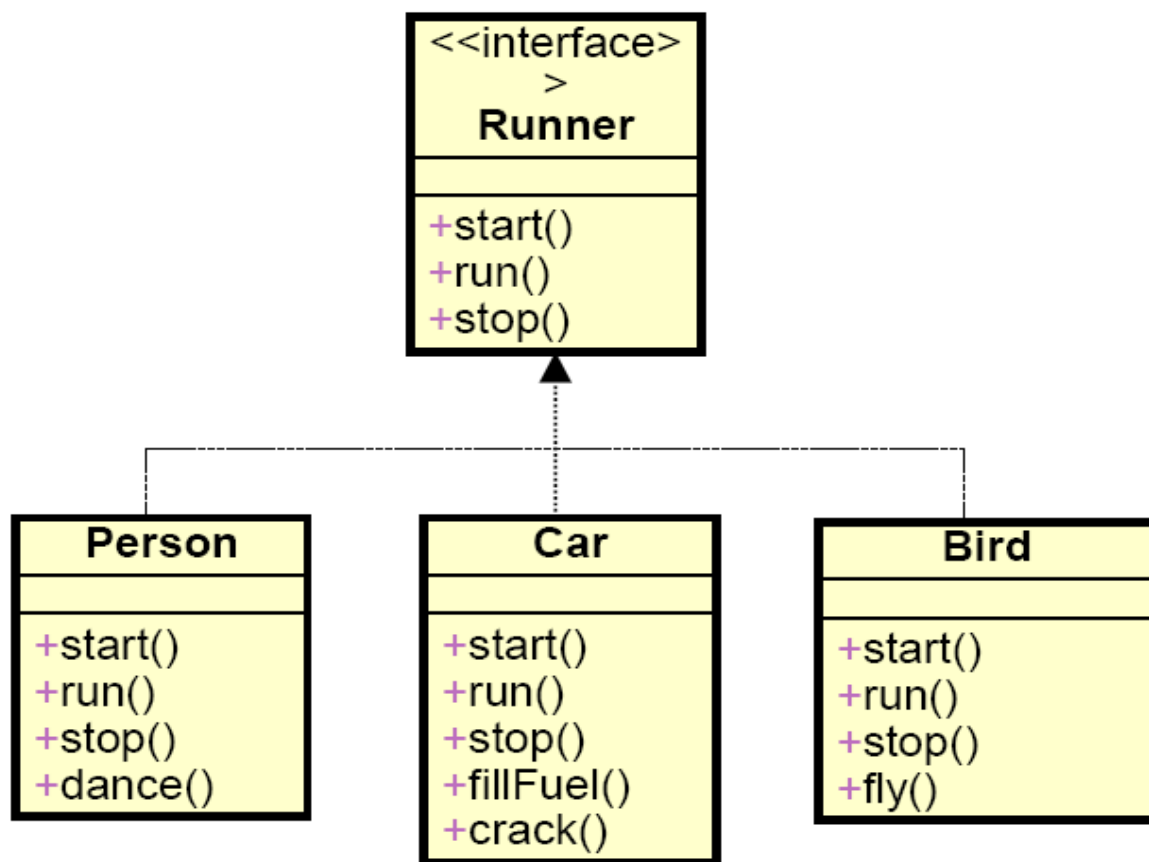 <<interface>
>
Runner
+start()
+run()
+stop()
Person
+start()
+run()
+stop()
+dance()
Car
+start()
+run()
+stop()
+fillFuel()
+crack()
Bird
+start()
+run()
+stop()
+fly()